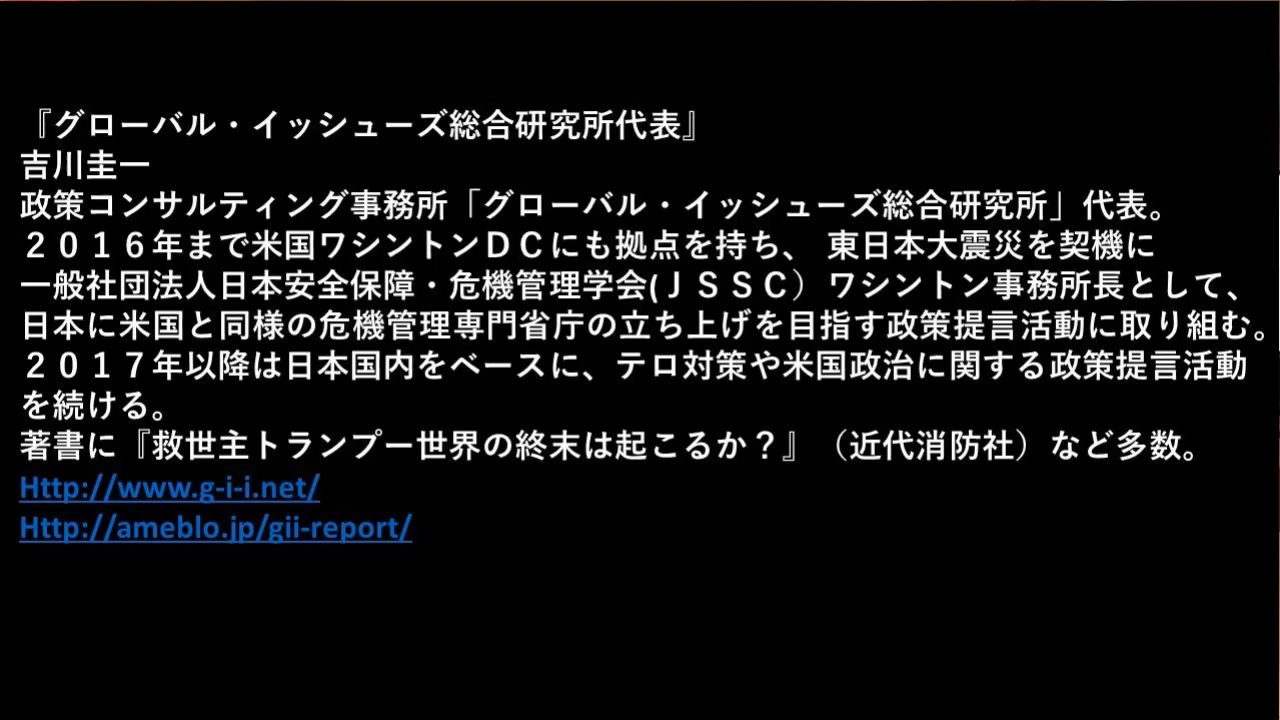 『グローバル・イッシューズ総合研究所代表』
吉川圭一
政策コンサルティング事務所「グローバル・イッシューズ総合研究所」代表。
２０１６年まで米国ワシントンＤＣにも拠点を持ち、 東日本大震災を契機に
一般社団法人日本安全保障・危機管理学会(ＪＳＳＣ）ワシントン事務所長として、
日本に米国と同様の危機管理専門省庁の立ち上げを目指す政策提言活動に取り組む。
２０１７年以降は日本国内をベースに、テロ対策や米国政治に関する政策提言活動
を続ける。
著書に『救世主トランプー世界の終末は起こるか？』（近代消防社）など多数。
Http://www.g-i-i.net/
Http://ameblo.jp/gii-report/